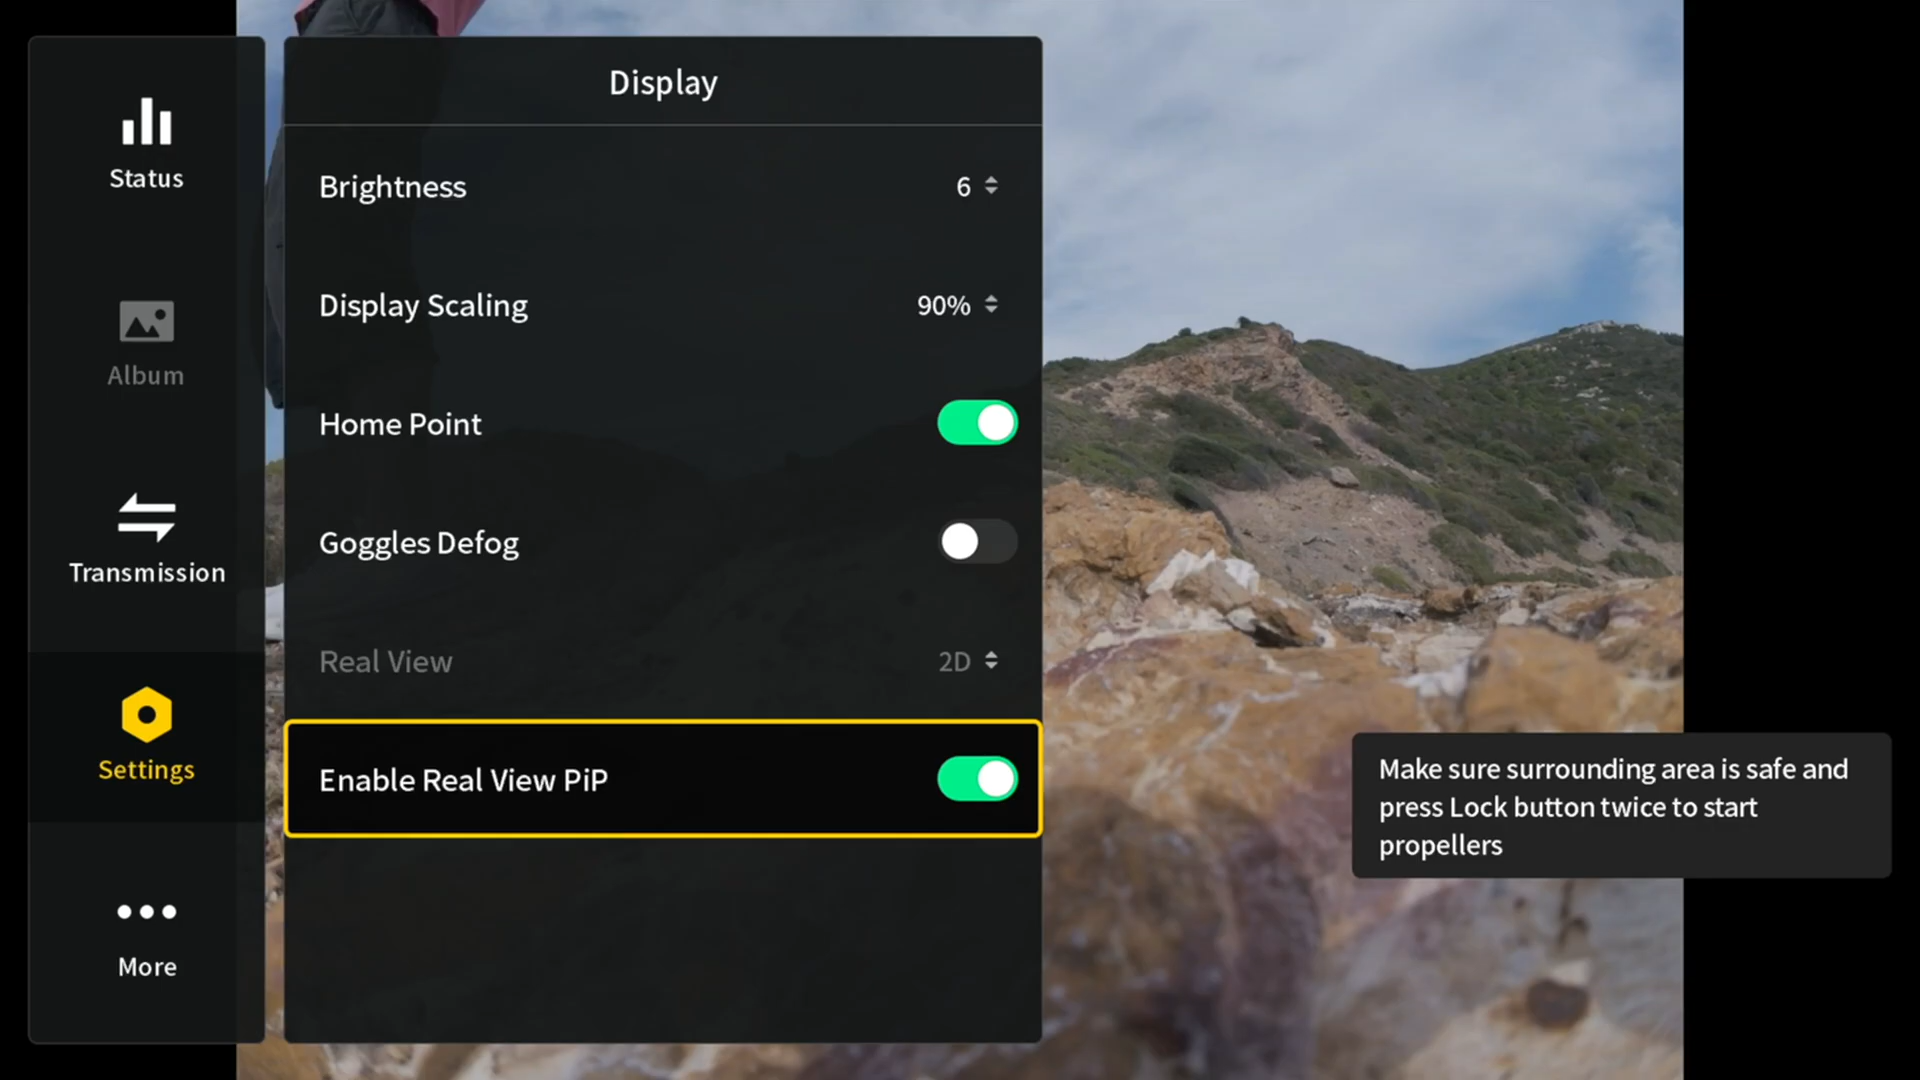 Display
Status
Album
Transmission
Settings
More
Brightness 6
Display Scaling 90%
Home Point
Goggles Defog
Real View 2D
Enable Real View PiP
Make sure surrounding area is safe and
press Lock button twice to start
propellers